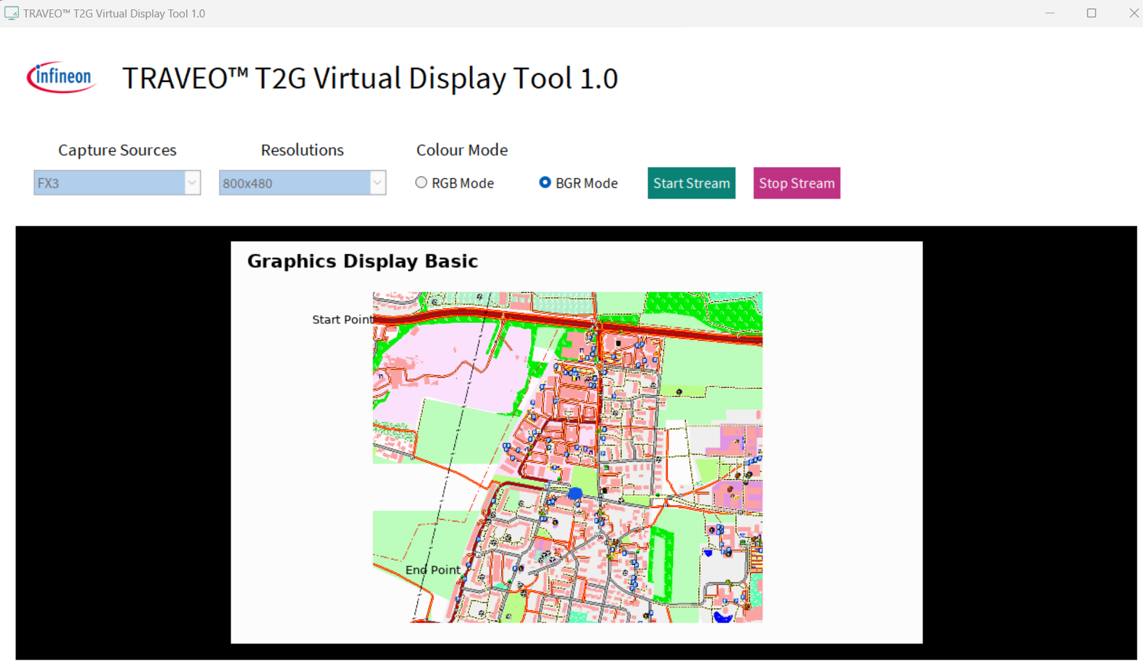 TRAVEO™ T2G Virtual Display Tool 1.0
infineon
TRAVEO™ T2G Virtual Display Tool 1.0
Capture Sources
Resolutions
Colour Mode
FX3
800x480
RGB Mode
BGR Mode
Start Stream
Stop Stream
Graphics Display Basic
Start Point
End Point